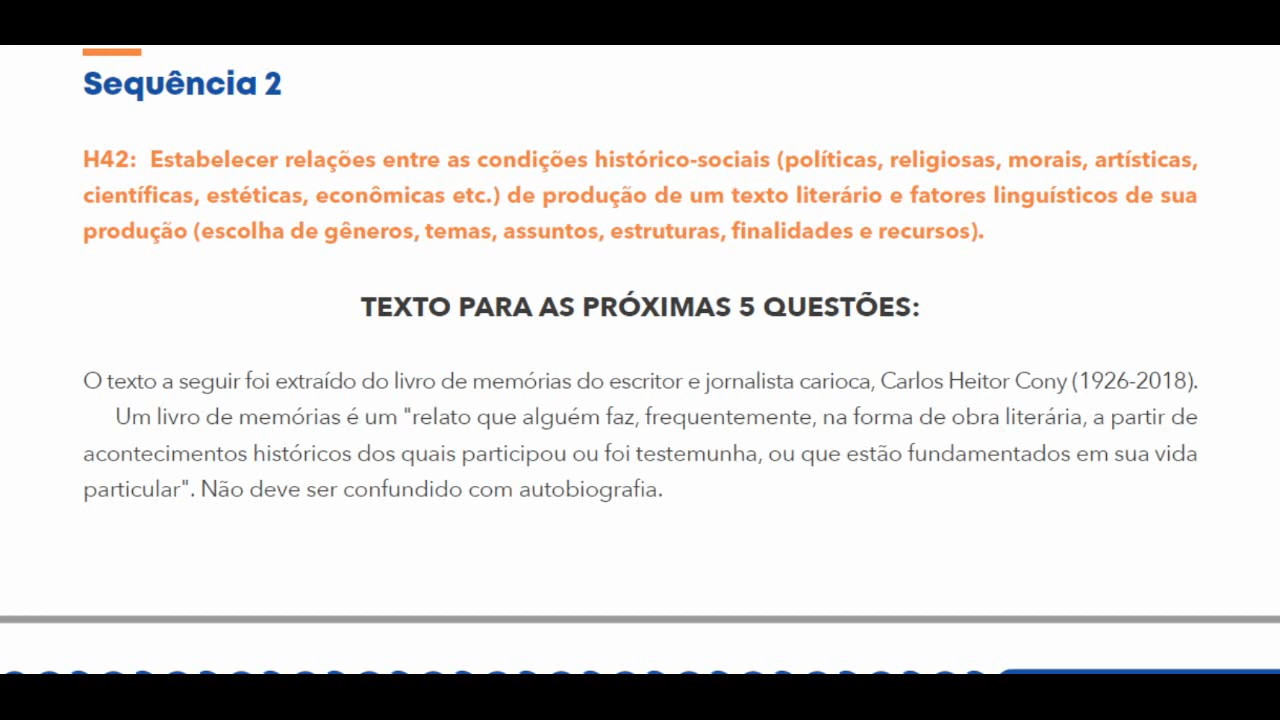 Sequência 2
H42:  Estabelecer relações entre as condições histórico-sociais (políticas, religiosas, morais, artísticas,
científicas, estéticas, econômicas etc.) de produção de um texto literário e fatores linguísticos de sua
produção (escolha de gêneros, temas, assuntos, estruturas, finalidades e recursos).
TEXTO PARA AS PRÓXIMAS 5 QUESTÕES:
O texto a seguir foi extraído do livro de memórias do escritor e jornalista carioca, Carlos Heitor Cony (1926-2018).
Um livro de memórias é um "relato que alguém faz, frequentemente, na forma de obra literária, a partir de
acontecimentos históricos dos quais participou ou foi testemunha, ou que estão fundamentados em sua vida
particular". Não deve ser confundido com autobiografia.